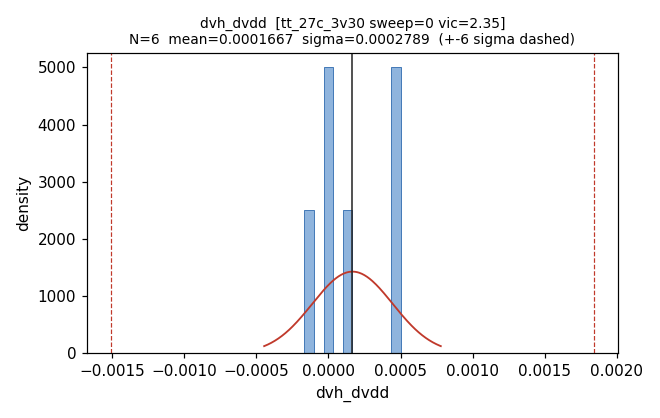 dvh_dvdd  [tt_27c_3v30 sweep=0 vic=2.35]
N=6  mean=0.0001667  sigma=0.0002789  (+-6 sigma dashed)
density
5000
4000
3000
2000
1000
0
−0.0015 −0.0010 −0.0005 0.0000 0.0005 0.0010 0.0015 0.0020
dvh_dvdd